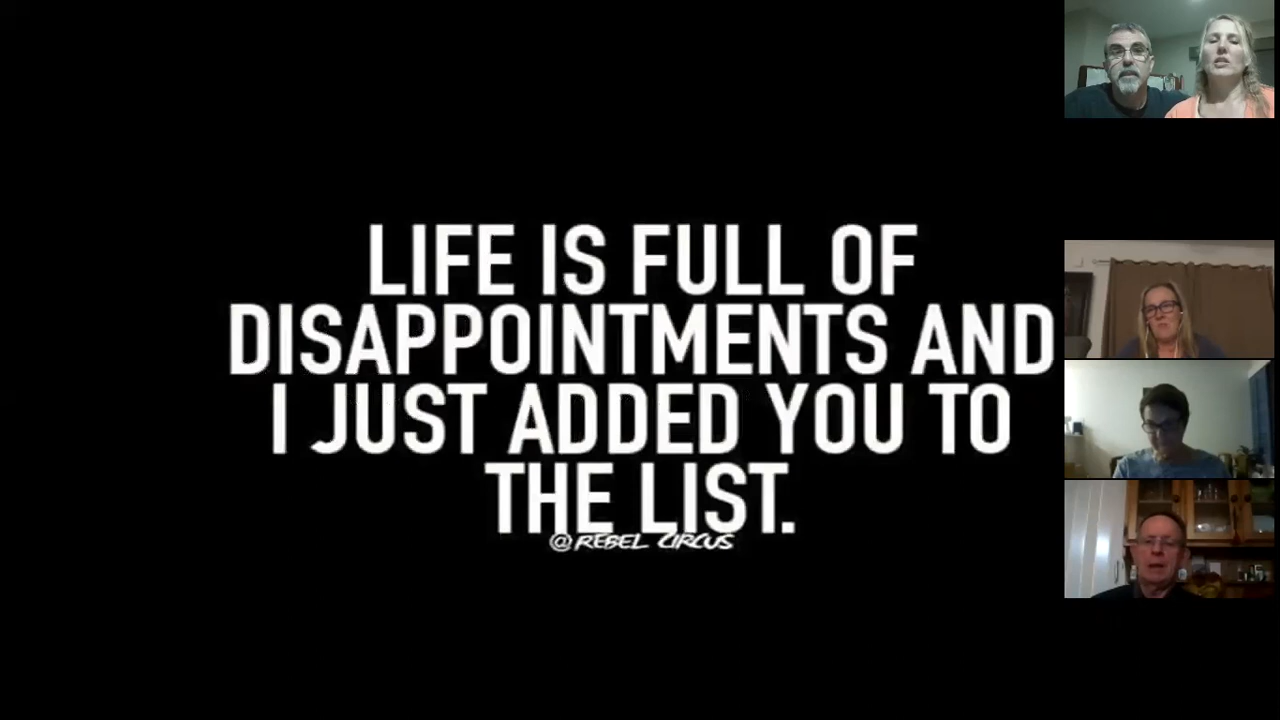 LIFE IS FULL OF
DISAPPOINTMENTS AND
I JUST ADDED YOU TO
THE LIST.
@REBEL CIRCUS